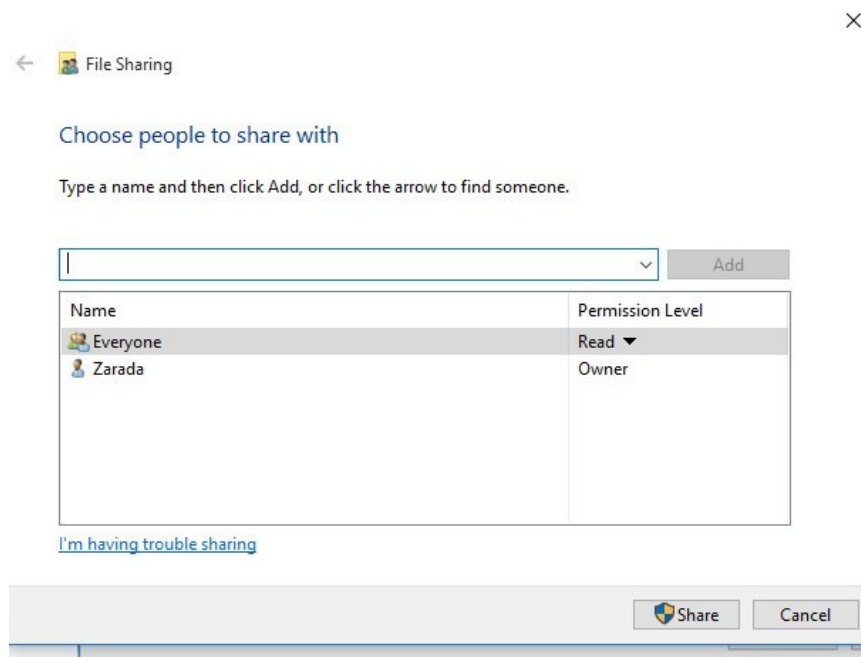 File Sharing
Choose people to share with
Type a name and then click Add, or click the arrow to find someone.
Add
Name Permission Level
Everyone Read
Zarada Owner
I'm having trouble sharing
Share Cancel